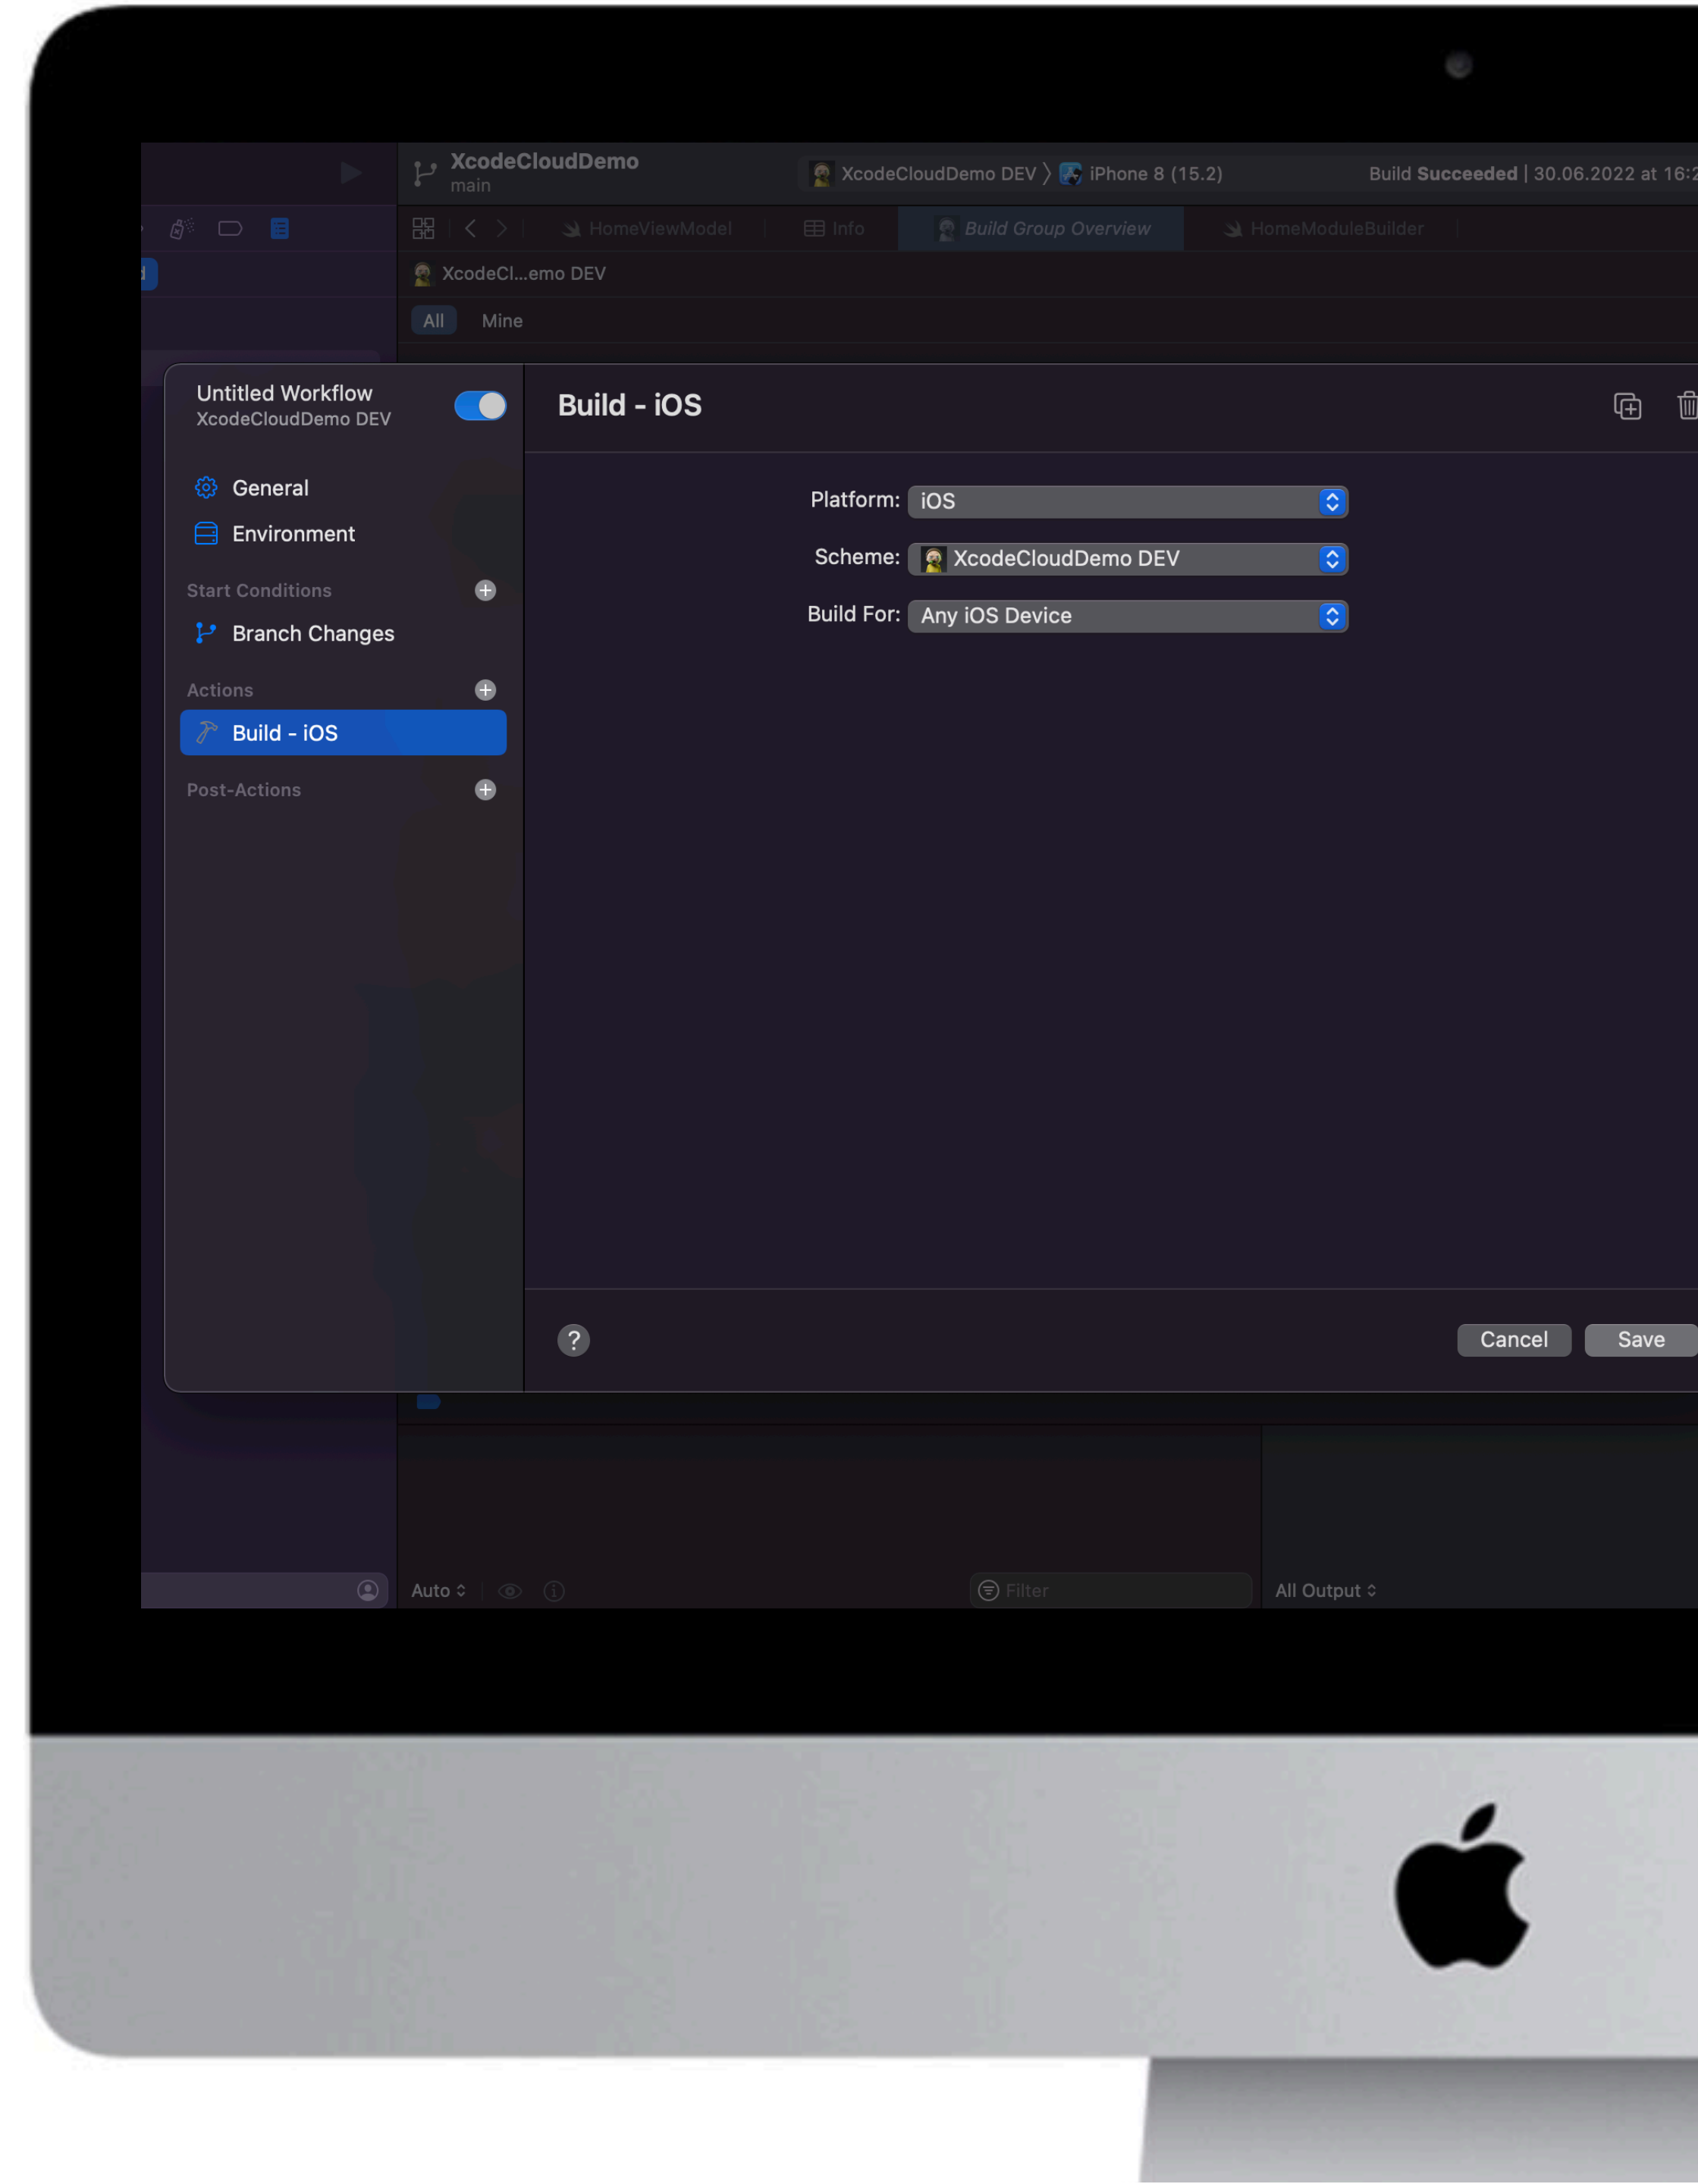 XcodeCloudDemo
main
XcodeCloudDemo DEV
iPhone 8 (15.2)
Build Succeeded | 30.06.2022 at 16:2
HomeViewModel
Info
Build Group Overview
HomeModuleBuilder
XcodeCl...emo DEV
All
Mine
Untitled Workflow
XcodeCloudDemo DEV
Build - iOS
General
Environment
Start Conditions
Branch Changes
Actions
Build - iOS
Post-Actions
Platform: iOS
Scheme: XcodeCloudDemo DEV
Build For: Any iOS Device
?
Cancel
Save
Auto
Filter
All Output